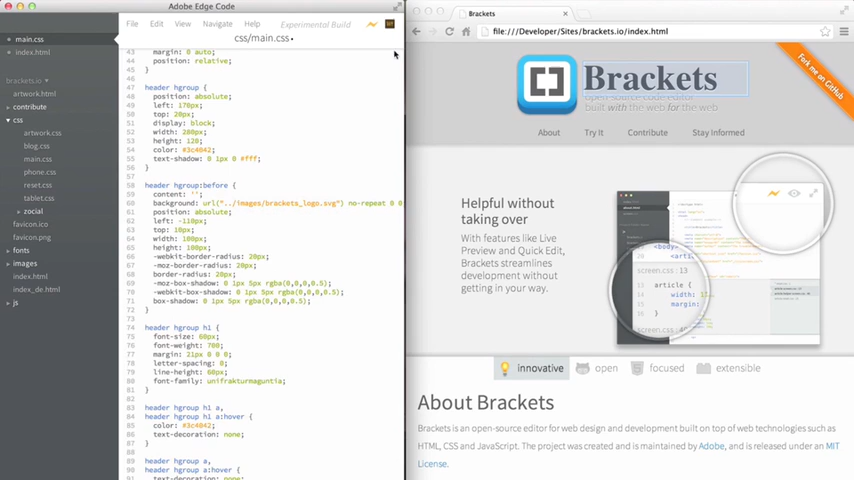 Adobe Edge Code
File Edit View Navigate Help Experimental Build
css/main.css •
main.css
index.html
brackets.io
artwork.html
contribute
css
artwork.css
blog.css
main.css
phone.css
reset.css
tablet.css
zocial
favicon.ico
favicon.png
fonts
images
index.html
index_de.html
js
43 margin: 0 auto;
44 position: relative;
45 }
46
47 header hgroup {
48 position: absolute;
49 left: 170px;
50 top: 20px;
51 display: block;
52 width: 280px;
53 height: 120;
54 color: #3c4042;
55 text-shadow: 0 1px 0 #fff;
56 }
57
58 header hgroup:before {
59 content: '';
60 background: url("../images/brackets_logo.svg") no-repeat 0 0
61 position: absolute;
62 left: -110px;
63 top: 10px;
64 width: 100px;
65 height: 100px;
66 -webkit-border-radius: 20px;
67 -moz-border-radius: 20px;
68 border-radius: 20px;
69 -moz-box-shadow: 0 1px 5px rgba(0,0,0,0.5);
70 -webkit-box-shadow: 0 1px 5px rgba(0,0,0,0.5);
71 box-shadow: 0 1px 5px rgba(0,0,0,0.5);
72 }
73
74 header hgroup h1 {
75 font-size: 60px;
76 font-weight: 700;
77 margin: 21px 0 0 0;
78 letter-spacing: 0;
79 line-height: 60px;
80 font-family: unifrakturmaguntia;
81 }
82
83 header hgroup h1 a,
84 header hgroup h1 a:hover {
85 color: #3c4042;
86 text-decoration: none;
87 }
88
89 header hgroup a,
90 header hgroup a:hover {
91 text-decoration: none;
Brackets
file:///Developer/Sites/brackets.io/index.html
Fork me on GitHub
Brackets
open-source code editor
built with the web for the web
About Try It Contribute Stay Informed
Helpful without
taking over
With features like Live
Preview and Quick Edit,
Brackets streamlines
development without
getting in your way.
<body>
<arti
screen.css : 13
article {
width: 17
margin:
}
screen.css : 40
innovative open focused extensible
About Brackets
Brackets is an open-source editor for web design and development built on top of web technologies such as
HTML, CSS and JavaScript. The project was created and is maintained by Adobe, and is released under an MIT
License.